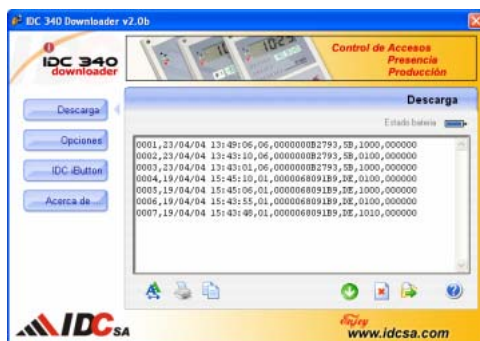 IDC 340 Downloader v2.0b
IDC 340
downloader
Control de Accesos
Presencia
Producción
Descarga
Descarga
Estado batería
Opciones
IDC iButton
Acerca de ...
0001,23/04/04 13:49:06,06,0000000B2793,5B,1000,000000
0002,23/04/04 13:43:10,06,0000000B2793,5B,0100,000000
0003,23/04/04 13:43:01,06,0000000B2793,5B,1000,000000
0004,19/04/04 15:45:10,01,0000068091B9,DE,0100,000000
0005,19/04/04 15:45:06,01,0000068091B9,DE,1000,000000
0006,19/04/04 15:43:55,01,0000068091B9,DE,0100,000000
0007,19/04/04 15:43:48,01,0000068091B9,DE,1010,000000
IDC SA
Enjoy
www.idcsa.com